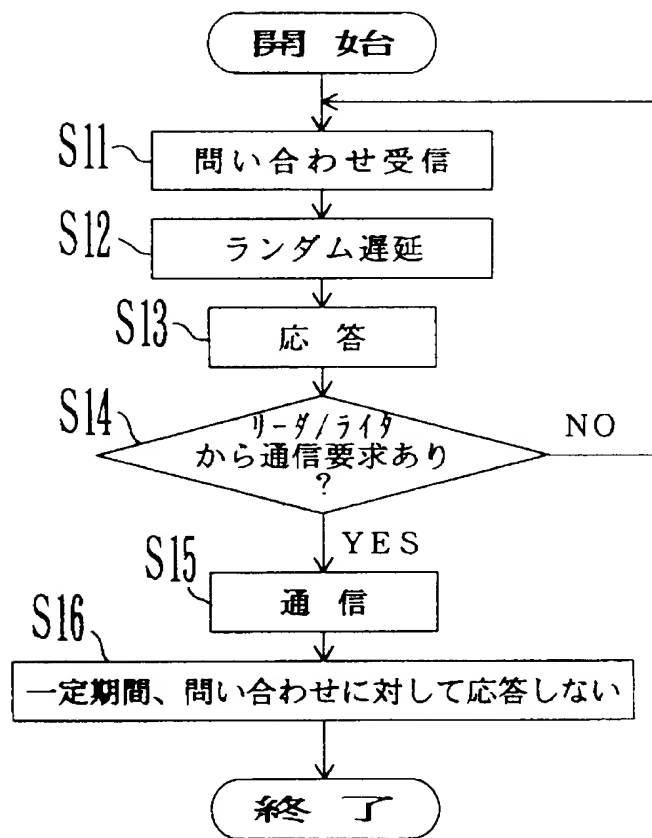 開始
S11
問い合わせ受信
S12
ランダム遅延
S13
応答
S14
リーダ/ライタ
から通信要求あり
?
NO
YES
S15
通信
S16
一定期間、問い合わせに対して応答しない
終了